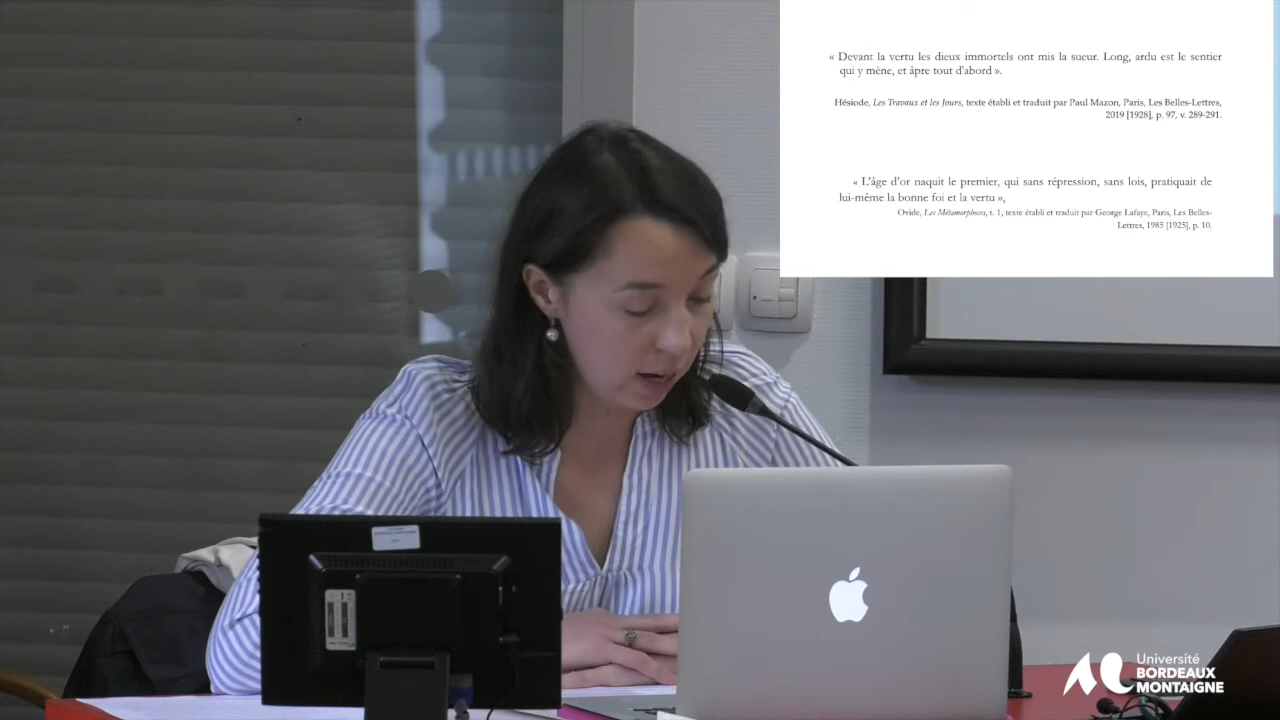 « Devant la vertu les dieux immortels ont mis la sueur. Long, ardu est le sentier
qui y mène, et âpre tout d'abord ».
Hésiode, Les Travaux et les Jours, texte établi et traduit par Paul Mazon, Paris, Les Belles-Lettres,
2019 [1928], p. 97, v. 289-291.
« L'âge d'or naquit le premier, qui sans répression, sans lois, pratiquait de
lui-même la bonne foi et la vertu »,
Ovide, Les Métamorphoses, t. 1, texte établi et traduit par George Lafaye, Paris, Les Belles-
Lettres, 1985 [1925], p. 10.
Université
BORDEAUX
MONTAIGNE